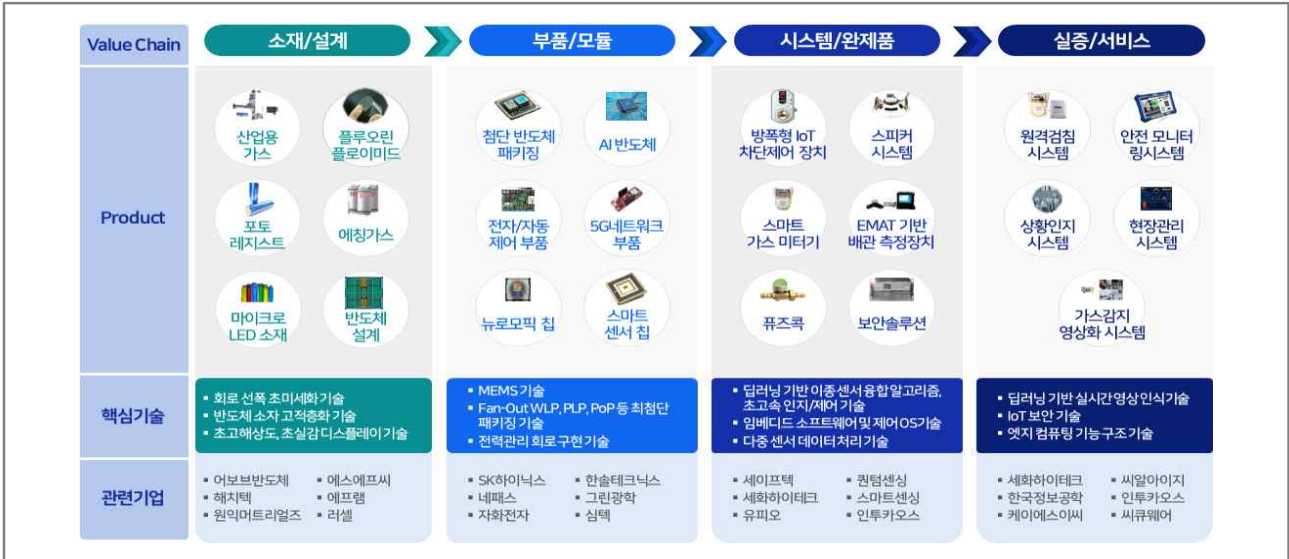 Value Chain
소재/설계
부품/모듈
시스템/완제품
실증/서비스
Product
산업용
가스
플루오린
플로이미드
포토
레지스트
에칭가스
마이크로
LED 소재
반도체
설계
첨단 반도체
패키징
AI 반도체
전자/자동
제어 부품
5G네트워크
부품
뉴로모픽 칩
스마트
센서 칩
방폭형 IoT
차단제어 장치
스피커
시스템
스마트
가스 미터기
EMAT 기반
배관 측정장치
퓨즈콕
보안솔루션
원격검침
시스템
안전 모니터
링시스템
상황인지
시스템
현장관리
시스템
가스감지
영상화 시스템
핵심기술
▪ 회로 선폭 초미세화 기술
▪ 반도체 소자 고적층화 기술
▪ 초고해상도, 초실감 디스플레이 기술
▪ MEMS 기술
▪ Fan-Out WLP, PLP, PoP 등 최첨단
패키징 기술
▪ 전력관리 회로 구현 기술
▪ 딥러닝 기반 이종 센서 융합 알고리즘,
초고속 인지/제어 기술
▪ 임베디드 소프트웨어 및 제어 OS기술
▪ 다중 센서 데이터 처리 기술
▪ 딥러닝 기반 실시간 영상 인식기술
▪ IoT 보안 기술
▪ 엣지 컴퓨팅 기능 구조 기술
관련기업
▪ 어보브반도체
▪ 해치텍
▪ 원익머트리얼즈
▪ 에스에프씨
▪ 에프램
▪ 러셀
▪ SK하이닉스
▪ 네패스
▪ 자화전자
▪ 한솔테크닉스
▪ 그린광학
▪ 심텍
▪ 세이프텍
▪ 세화하이테크
▪ 유피오
▪ 퀀텀센싱
▪ 스마트센싱
▪ 인투카오스
▪ 세화하이테크
▪ 한국정보공학
▪ 케이에스이씨
▪ 씨알아이지
▪ 인투카오스
▪ 씨큐웨어